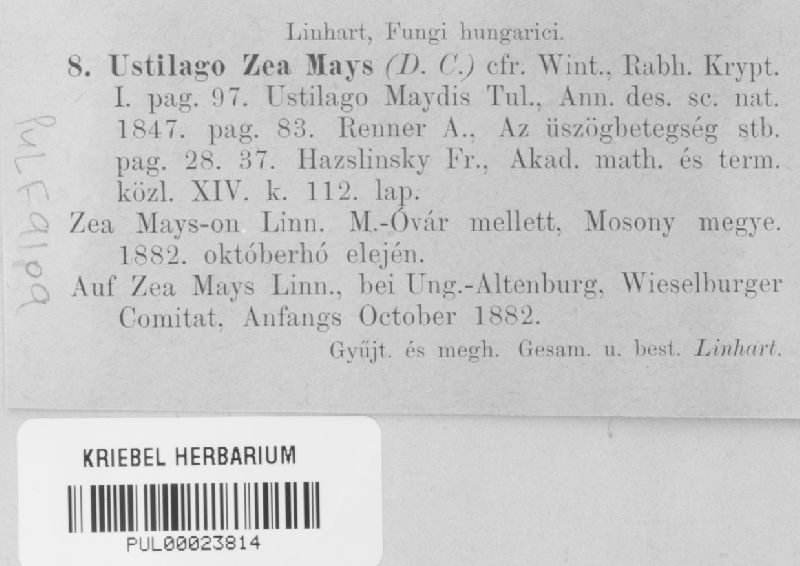 Linhart, Fungi hungarici.
8. Ustilago Zea Mays (D. C.) cfr. Wint., Rabh. Krypt.
I. pag. 97. Ustilago Maydis Tul., Ann. des. sc. nat.
1847. pag. 83. Renner A., Az üszögbetegség stb.
pag. 28. 37. Hazslinsky Fr., Akad. math. és term.
közl. XIV. k. 112. lap.
Zea Mays-on Linn. M.-Óvár mellett, Mosony megye.
1882. októberhó elején.
Auf Zea Mays Linn., bei Ung.-Altenburg, Wieselburger
Comitat, Anfangs October 1882.
Gyűjt. és megh. Gesam. u. best. Linhart.
KRIEBEL HERBARIUM
PUL00023814